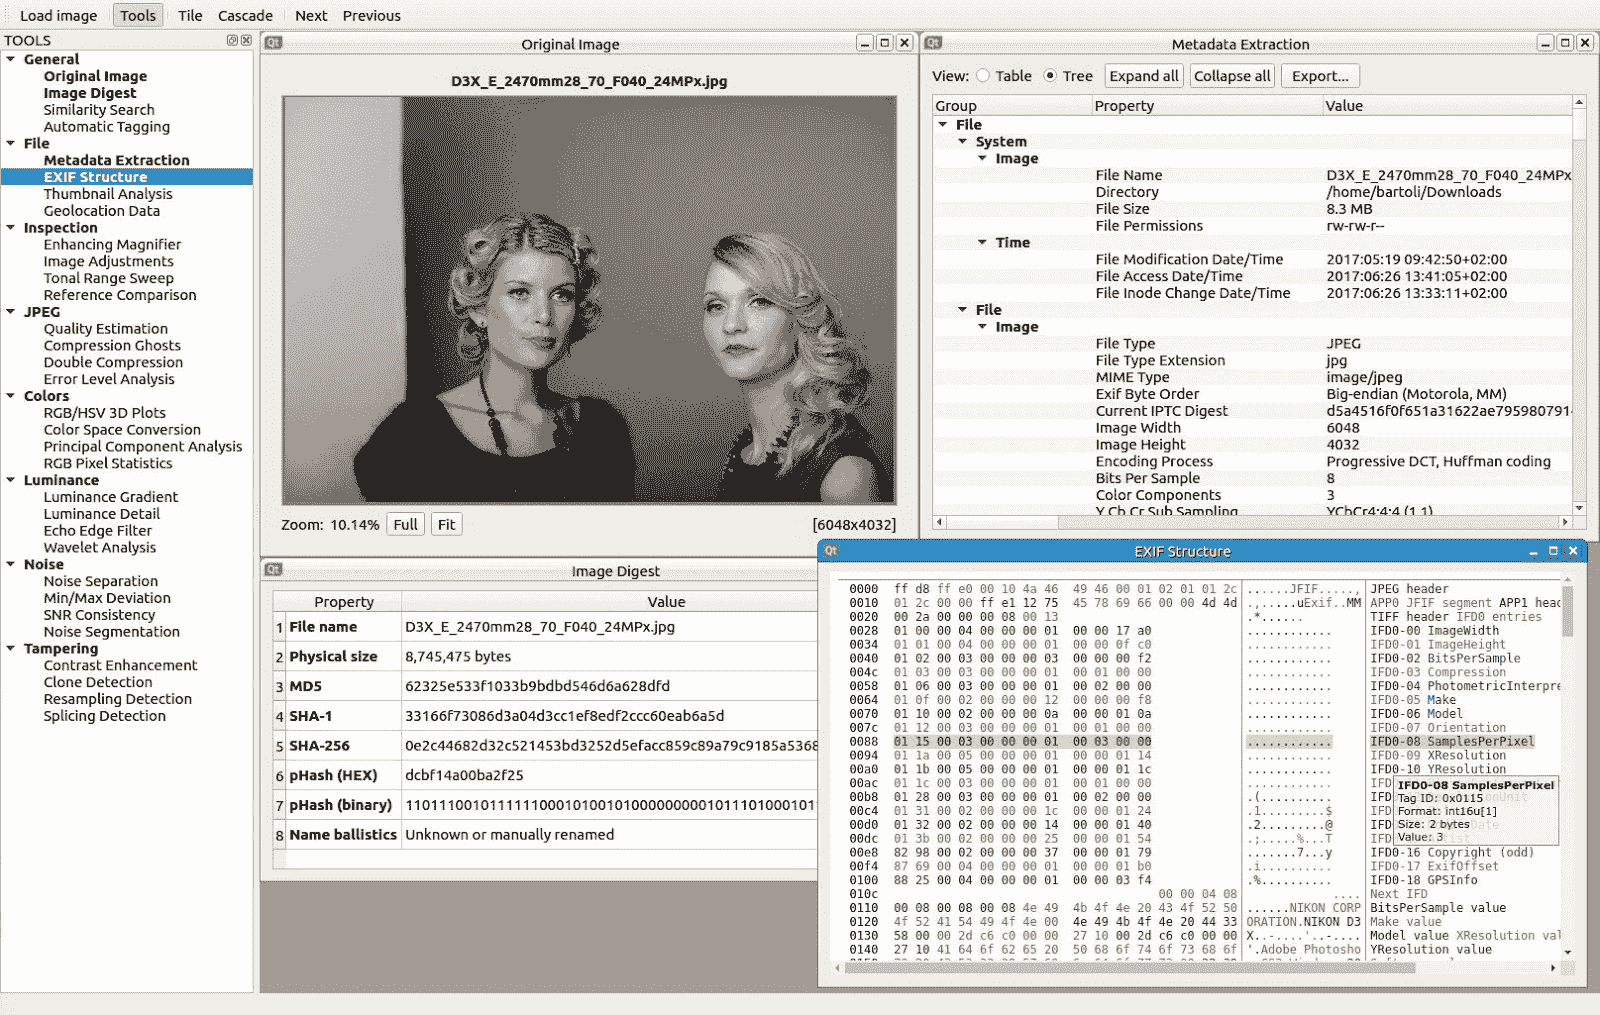 Load image Tools Tile Cascade Next Previous
TOOLS
General
Original Image
Image Digest
Similarity Search
Automatic Tagging
File
Metadata Extraction
EXIF Structure
Thumbnail Analysis
Geolocation Data
Inspection
Enhancing Magnifier
Image Adjustments
Tonal Range Sweep
Reference Comparison
JPEG
Quality Estimation
Compression Ghosts
Double Compression
Error Level Analysis
Colors
RGB/HSV 3D Plots
Color Space Conversion
Principal Component Analysis
RGB Pixel Statistics
Luminance
Luminance Gradient
Luminance Detail
Echo Edge Filter
Wavelet Analysis
Noise
Noise Separation
Min/Max Deviation
SNR Consistency
Noise Segmentation
Tampering
Contrast Enhancement
Clone Detection
Resampling Detection
Splicing Detection
Qt Original Image
D3X_E_2470mm28_70_F040_24MPx.jpg
Zoom: 10.14% Full Fit [6048x4032]
Qt Metadata Extraction
View: Table Tree Expand all Collapse all Export...
Group Property Value
File
System
Image
File Name D3X_E_2470mm28_70_F040_24MPx
Directory /home/bartoli/Downloads
File Size 8.3 MB
File Permissions rw-rw-r--
Time
File Modification Date/Time 2017:05:19 09:42:50+02:00
File Access Date/Time 2017:06:26 13:41:05+02:00
File Inode Change Date/Time 2017:06:26 13:33:11+02:00
File
Image
File Type JPEG
File Type Extension jpg
MIME Type image/jpeg
Exif Byte Order Big-endian (Motorola, MM)
Current IPTC Digest d5a4516f0f651a31622ae795980791
Image Width 6048
Image Height 4032
Encoding Process Progressive DCT, Huffman coding
Bits Per Sample 8
Color Components 3
Y Cb Cr Sub Sampling YCbCr4:4:4 (1 1)
Qt Image Digest
Property Value
1 File name D3X_E_2470mm28_70_F040_24MPx.jpg
2 Physical size 8,745,475 bytes
3 MD5 62325e533f1033b9bdbd546d6a628dfd
4 SHA-1 33166f73086d3a04d3cc1ef8edf2ccc60eab6a5d
5 SHA-256 0e2c44682d32c521453bd3252d5efacc859c89a79c9185a5368
6 pHash (HEX) dcbf14a00ba2f25
7 pHash (binary)
8 Name ballistics Unknown or manually renamed
Qt EXIF Structure
0000 ff d8 ff e0 00 10 4a 46 49 46 00 01 02 01 01 2c ......JFIF....., JPEG header
0010 01 2c 00 00 ff e1 12 75 45 78 69 66 00 00 4d 4d .,.....uExif..MM APP0 JFIF segment APP1 head
0020 00 2a 00 00 00 08 00 13 .*...... TIFF header IFD0 entries
0028 01 00 00 04 00 00 00 01 00 00 17 a0 ............ IFD0-00 ImageWidth
0034 01 01 00 04 00 00 00 01 00 00 0f c0 ............ IFD0-01 ImageHeight
0040 01 02 00 03 00 00 00 03 00 00 00 f2 ............ IFD0-02 BitsPerSample
004c 01 03 00 03 00 00 00 01 00 01 00 00 ............ IFD0-03 Compression
0058 01 06 00 03 00 00 00 01 00 02 00 00 ............ IFD0-04 PhotometricInterpre
0064 01 0f 00 02 00 00 00 12 00 00 00 f8 ............ IFD0-05 Make
0070 01 10 00 02 00 00 00 0a 00 00 01 0a ............ IFD0-06 Model
007c 01 12 00 03 00 00 00 01 00 01 00 00 ............ IFD0-07 Orientation
0088 01 15 00 03 00 00 00 01 00 03 00 00 ............ IFD0-08 SamplesPerPixel
0094 01 1a 00 05 00 00 00 01 00 00 01 14 ............ IFD0-09 XResolution
00a0 01 1b 00 05 00 00 00 01 00 00 01 1c ............ IFD0-10 YResolution
00ac 01 1c 00 03 00 00 00 01 00 01 00 00 ............ IFD
00b8 01 28 00 03 00 00 00 01 00 02 00 00 .(.......... IFD
00c4 01 31 00 02 00 00 00 1c 00 00 01 24 .1.........$ IFD
00d0 01 32 00 02 00 00 00 14 00 00 01 40 .2.........@ IFD
00dc 01 3b 00 02 00 00 00 25 00 00 01 54 .;.....%...T IFD
00e8 82 98 00 02 00 00 00 37 00 00 01 79 .......7...y IFD0-16 Copyright (odd)
00f4 87 69 00 04 00 00 00 01 00 00 01 b0 .i.......... IFD0-17 ExifOffset
0100 88 25 00 04 00 00 00 01 00 00 03 f4 .%.......... IFD0-18 GPSInfo
010c 00 00 04 08 .... Next IFD
0110 00 08 00 08 00 08 4e 49 4b 4f 4e 20 43 4f 52 50 ......NIKON CORP BitsPerSample value
0120 4f 52 41 54 49 4f 4e 00 4e 49 4b 4f 4e 20 44 33 ORATION.NIKON D3 Make value
0130 58 00 00 2d c6 c0 00 00 27 10 00 2d c6 c0 00 00 X..-....'..-.... Model value XResolution val
0140 27 10 41 64 6f 62 65 20 50 68 6f 74 6f 73 68 6f '.Adobe Photosho YResolution value
IFD0-08 SamplesPerPixel
Tag ID: 0x0115
Format: int16u[1]
Size: 2 bytes
Value: 3